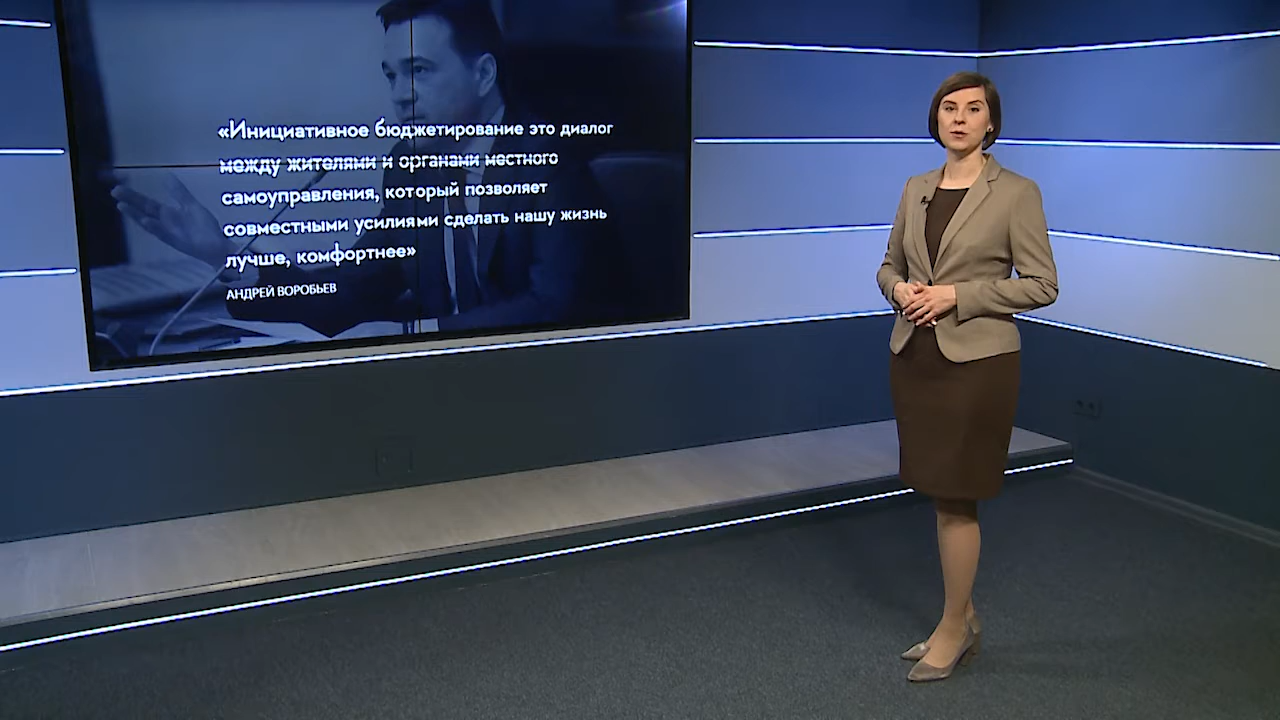 «Инициативное бюджетирование это диалог
между жителями и органами местного
самоуправления, который позволяет
совместными усилиями сделать нашу жизнь
лучше, комфортнее»
АНДРЕЙ ВОРОБЬЕВ